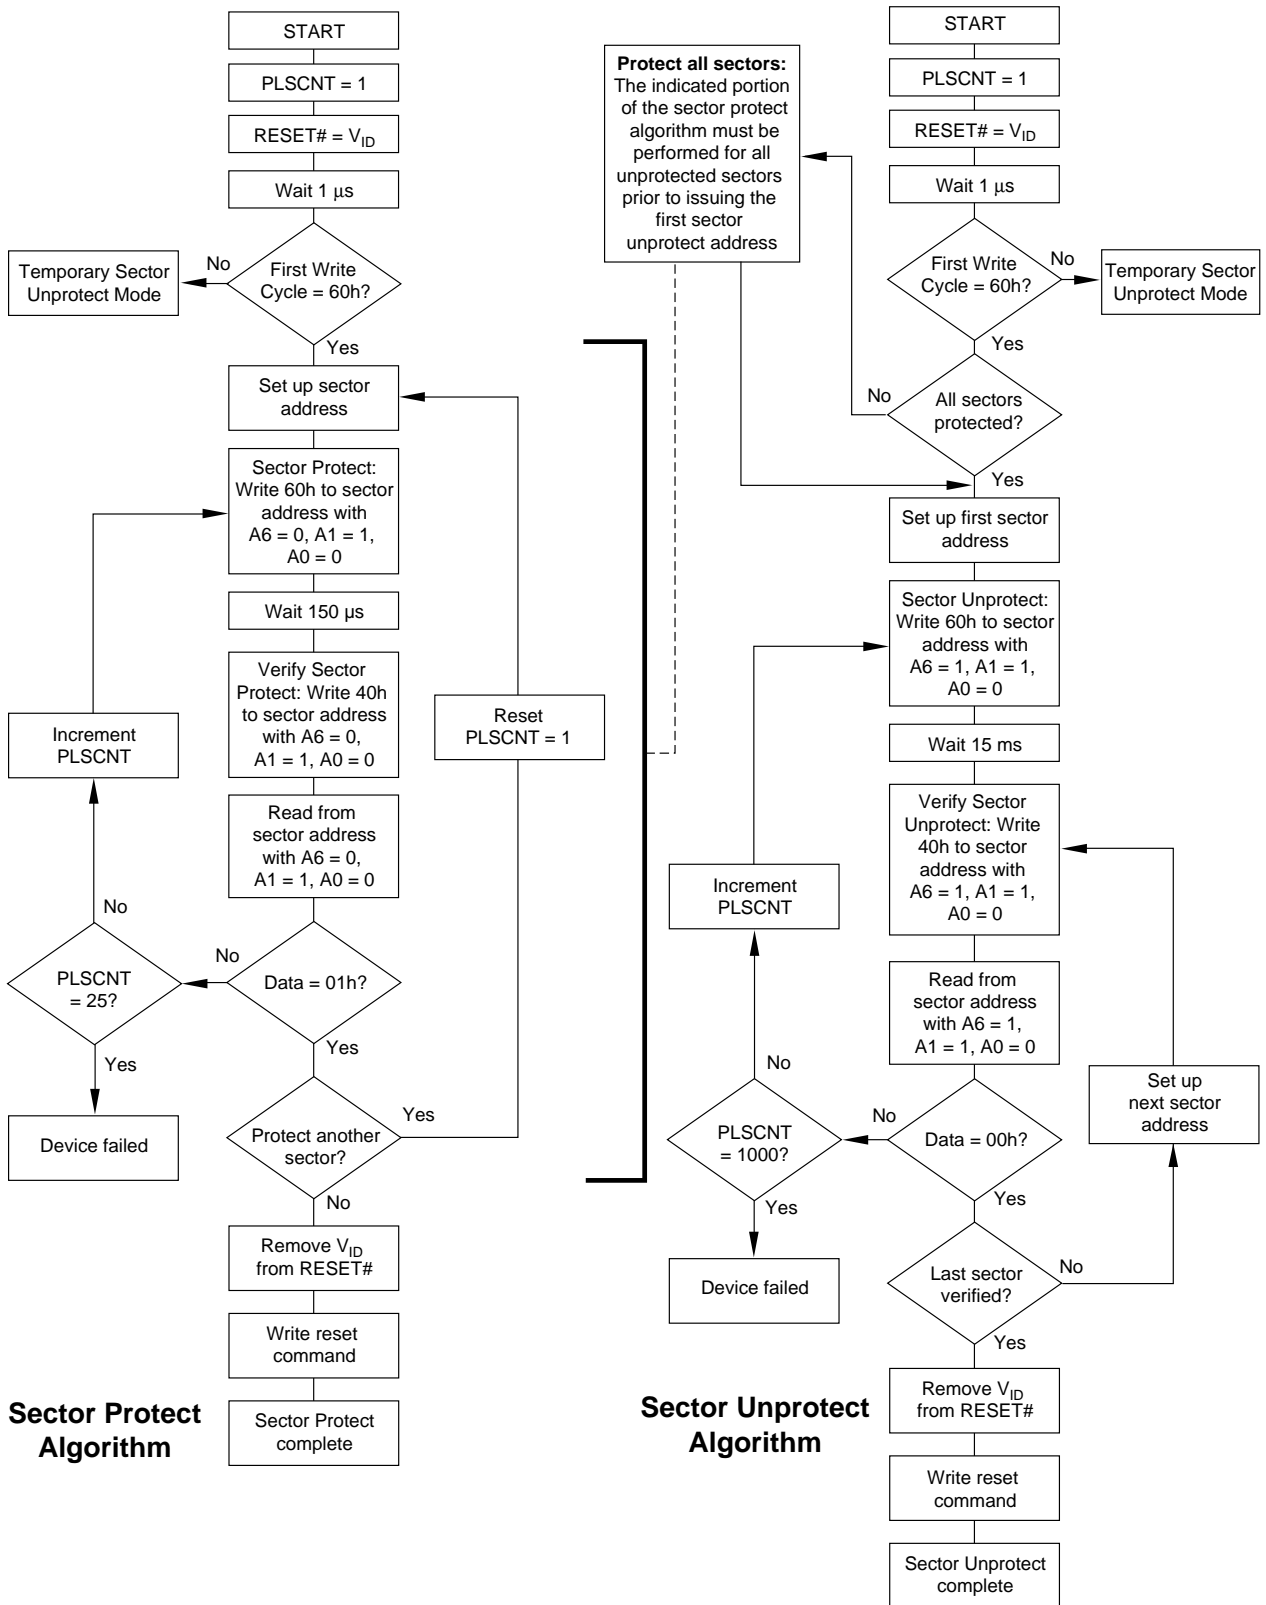 START
PLSCNT = 1
RESET# = VID
Wait 1 μs
First Write
Cycle = 60h?
No
Temporary Sector
Unprotect Mode
Yes
Set up sector
address
Sector Protect:
Write 60h to sector
address with
A6 = 0, A1 = 1,
A0 = 0
Wait 150 µs
Verify Sector
Protect: Write 40h
to sector address
with A6 = 0,
A1 = 1, A0 = 0
Increment
PLSCNT
Reset
PLSCNT = 1
Read from
sector address
with A6 = 0,
A1 = 1, A0 = 0
No
PLSCNT
= 25?
No
Data = 01h?
Yes
Yes
Device failed
Protect another
sector?
Yes
No
Remove VID
from RESET#
Write reset
command
Sector Protect
complete
Sector Protect
Algorithm
Protect all sectors:
The indicated portion
of the sector protect
algorithm must be
performed for all
unprotected sectors
prior to issuing the
first sector
unprotect address
START
PLSCNT = 1
RESET# = VID
Wait 1 μs
First Write
Cycle = 60h?
No
Temporary Sector
Unprotect Mode
Yes
No
All sectors
protected?
Yes
Set up first sector
address
Sector Unprotect:
Write 60h to sector
address with
A6 = 1, A1 = 1,
A0 = 0
Wait 15 ms
Verify Sector
Unprotect: Write
40h to sector
address with
A6 = 1, A1 = 1,
A0 = 0
Increment
PLSCNT
Read from
sector address
with A6 = 1,
A1 = 1, A0 = 0
No
Set up
next sector
address
PLSCNT
= 1000?
No
Data = 00h?
Yes
Yes
Device failed
Last sector
verified?
No
Yes
Remove VID
from RESET#
Write reset
command
Sector Unprotect
complete
Sector Unprotect
Algorithm